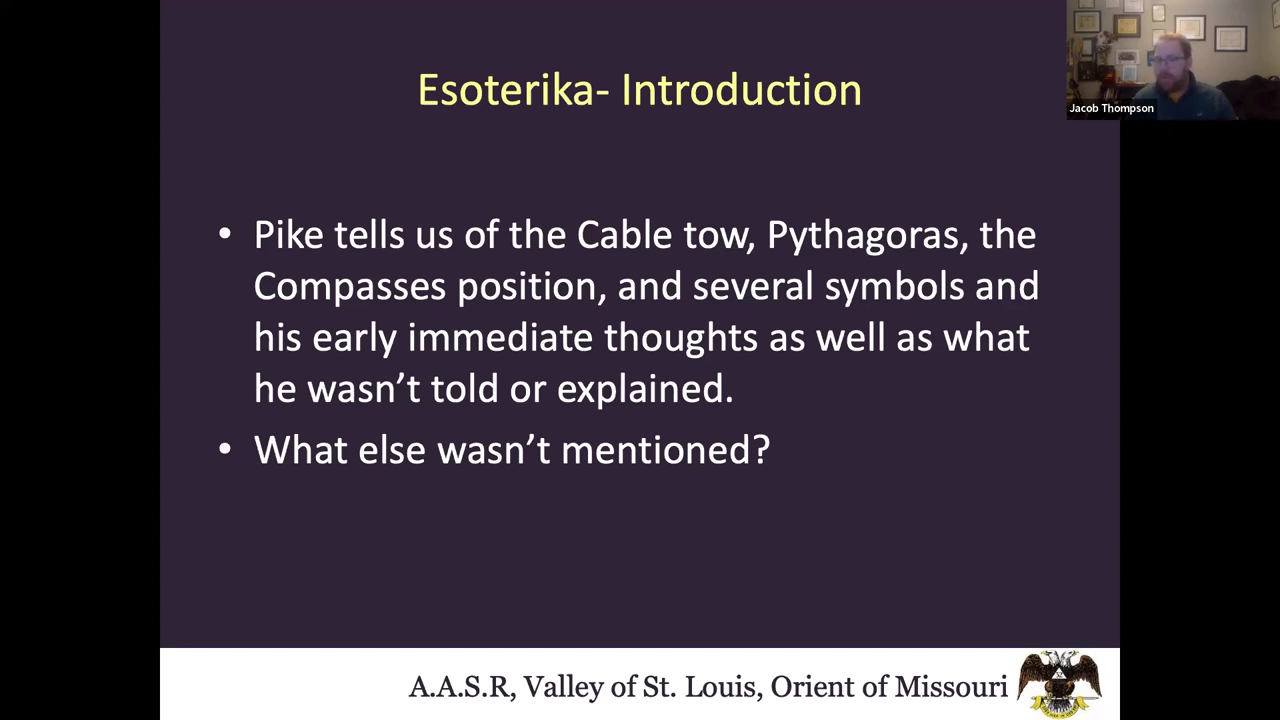 Esoterika- Introduction
Jacob Thompson
• Pike tells us of the Cable tow, Pythagoras, the
Compasses position, and several symbols and
his early immediate thoughts as well as what
he wasn’t told or explained.
• What else wasn’t mentioned?
A.A.S.R, Valley of St. Louis, Orient of Missouri